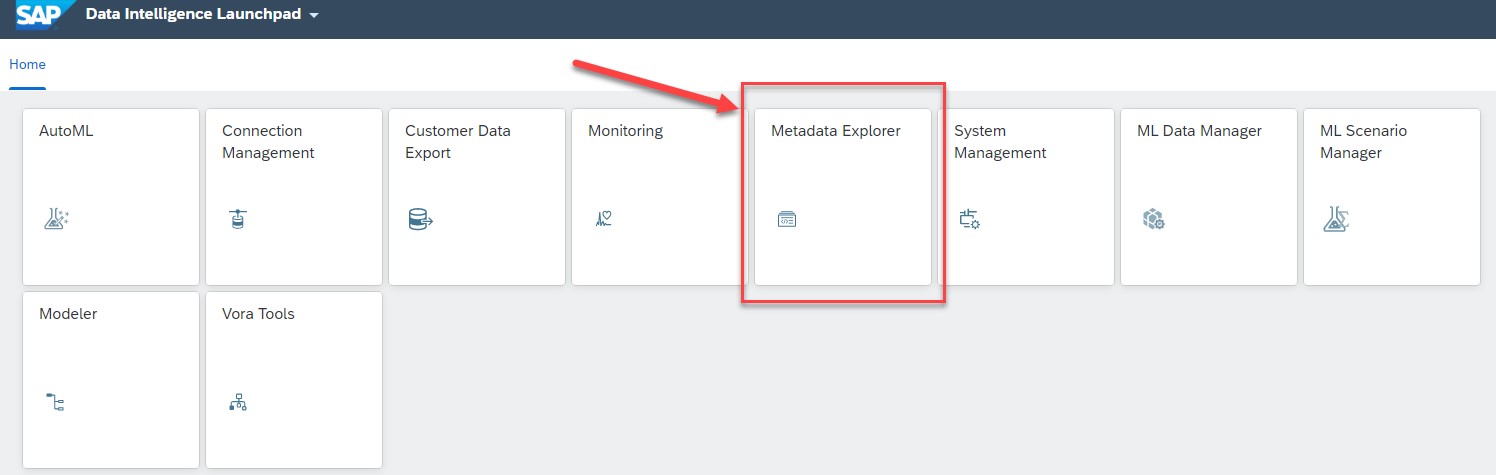 SAP Data Intelligence Launchpad
Home
AutoML
Connection
Management
Customer Data
Export
Monitoring
Metadata Explorer
System
Management
ML Data Manager
ML Scenario
Manager
Modeler
Vora Tools